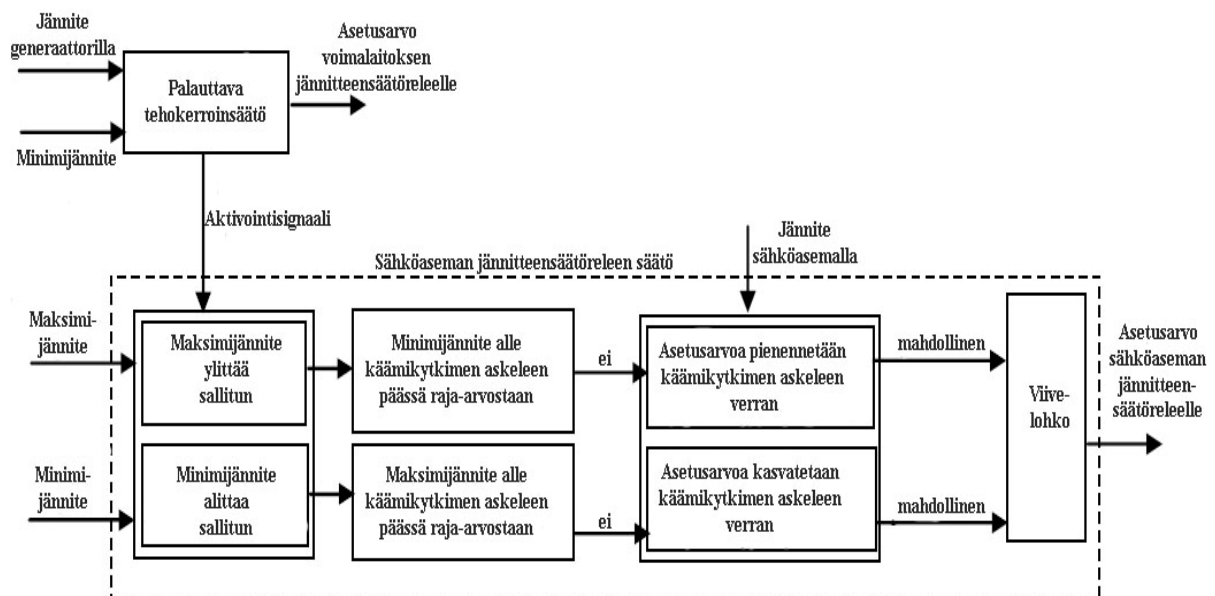 Jännite
generaattorilla
Minimijännite
Palauttava
tehokerroinsäätö
Asetusarvo
voimalaitoksen
jännitteensäätöreleelle
Aktivointisignaali
Jännite
sähköasemalla
Sähköaseman jännitteensäätöreleen säätö
Maksimi-
jännite
Maksimijännite
ylittää
sallitun
Minimijännite alle
käämikytkimen askeleen
päässä raja-arvostaan
ei
Asetusarvoa pienennetään
käämikytkimen askeleen
verran
mahdollinen
Minimi-
jännite
Minimijännite
alittaa
sallitun
Maksimijännite alle
käämikytkimen askeleen
päässä raja-arvostaan
ei
Asetusarvoa kasvatetaan
käämikytkimen askeleen
verran
mahdollinen
Viive-
lohko
Asetusarvo
sähköaseman
jännitteen-
säätöreleelle